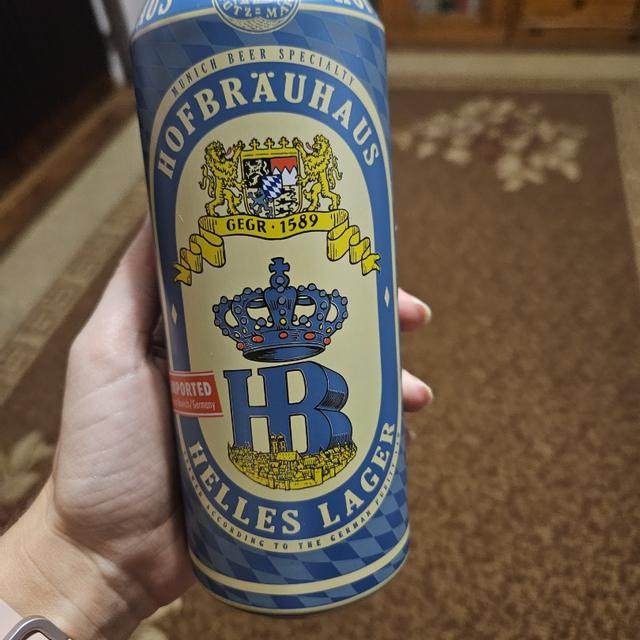 MUNICH BEER SPECIALTY
HOFBRÄUHAUS
GEGR · 1589
HB
IMPORTED
HELLES LAGER
ACCORDING TO THE GERMAN